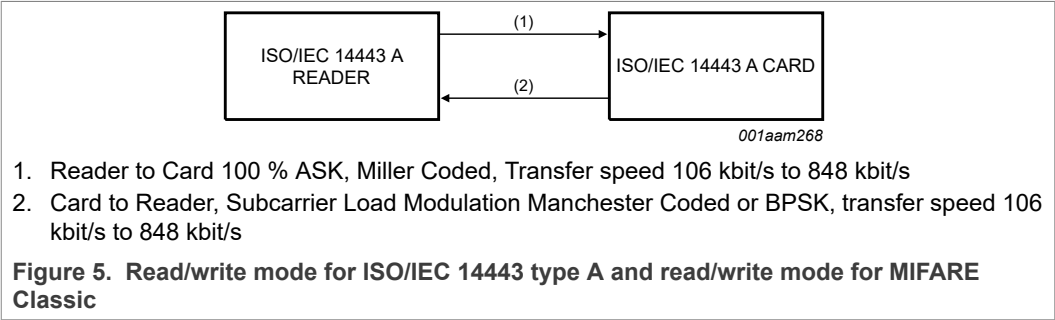 (1)
ISO/IEC 14443 A
READER
ISO/IEC 14443 A CARD
(2)
001aam268
1. Reader to Card 100 % ASK, Miller Coded, Transfer speed 106 kbit/s to 848 kbit/s
2. Card to Reader, Subcarrier Load Modulation Manchester Coded or BPSK, transfer speed 106
kbit/s to 848 kbit/s
Figure 5. Read/write mode for ISO/IEC 14443 type A and read/write mode for MIFARE
Classic